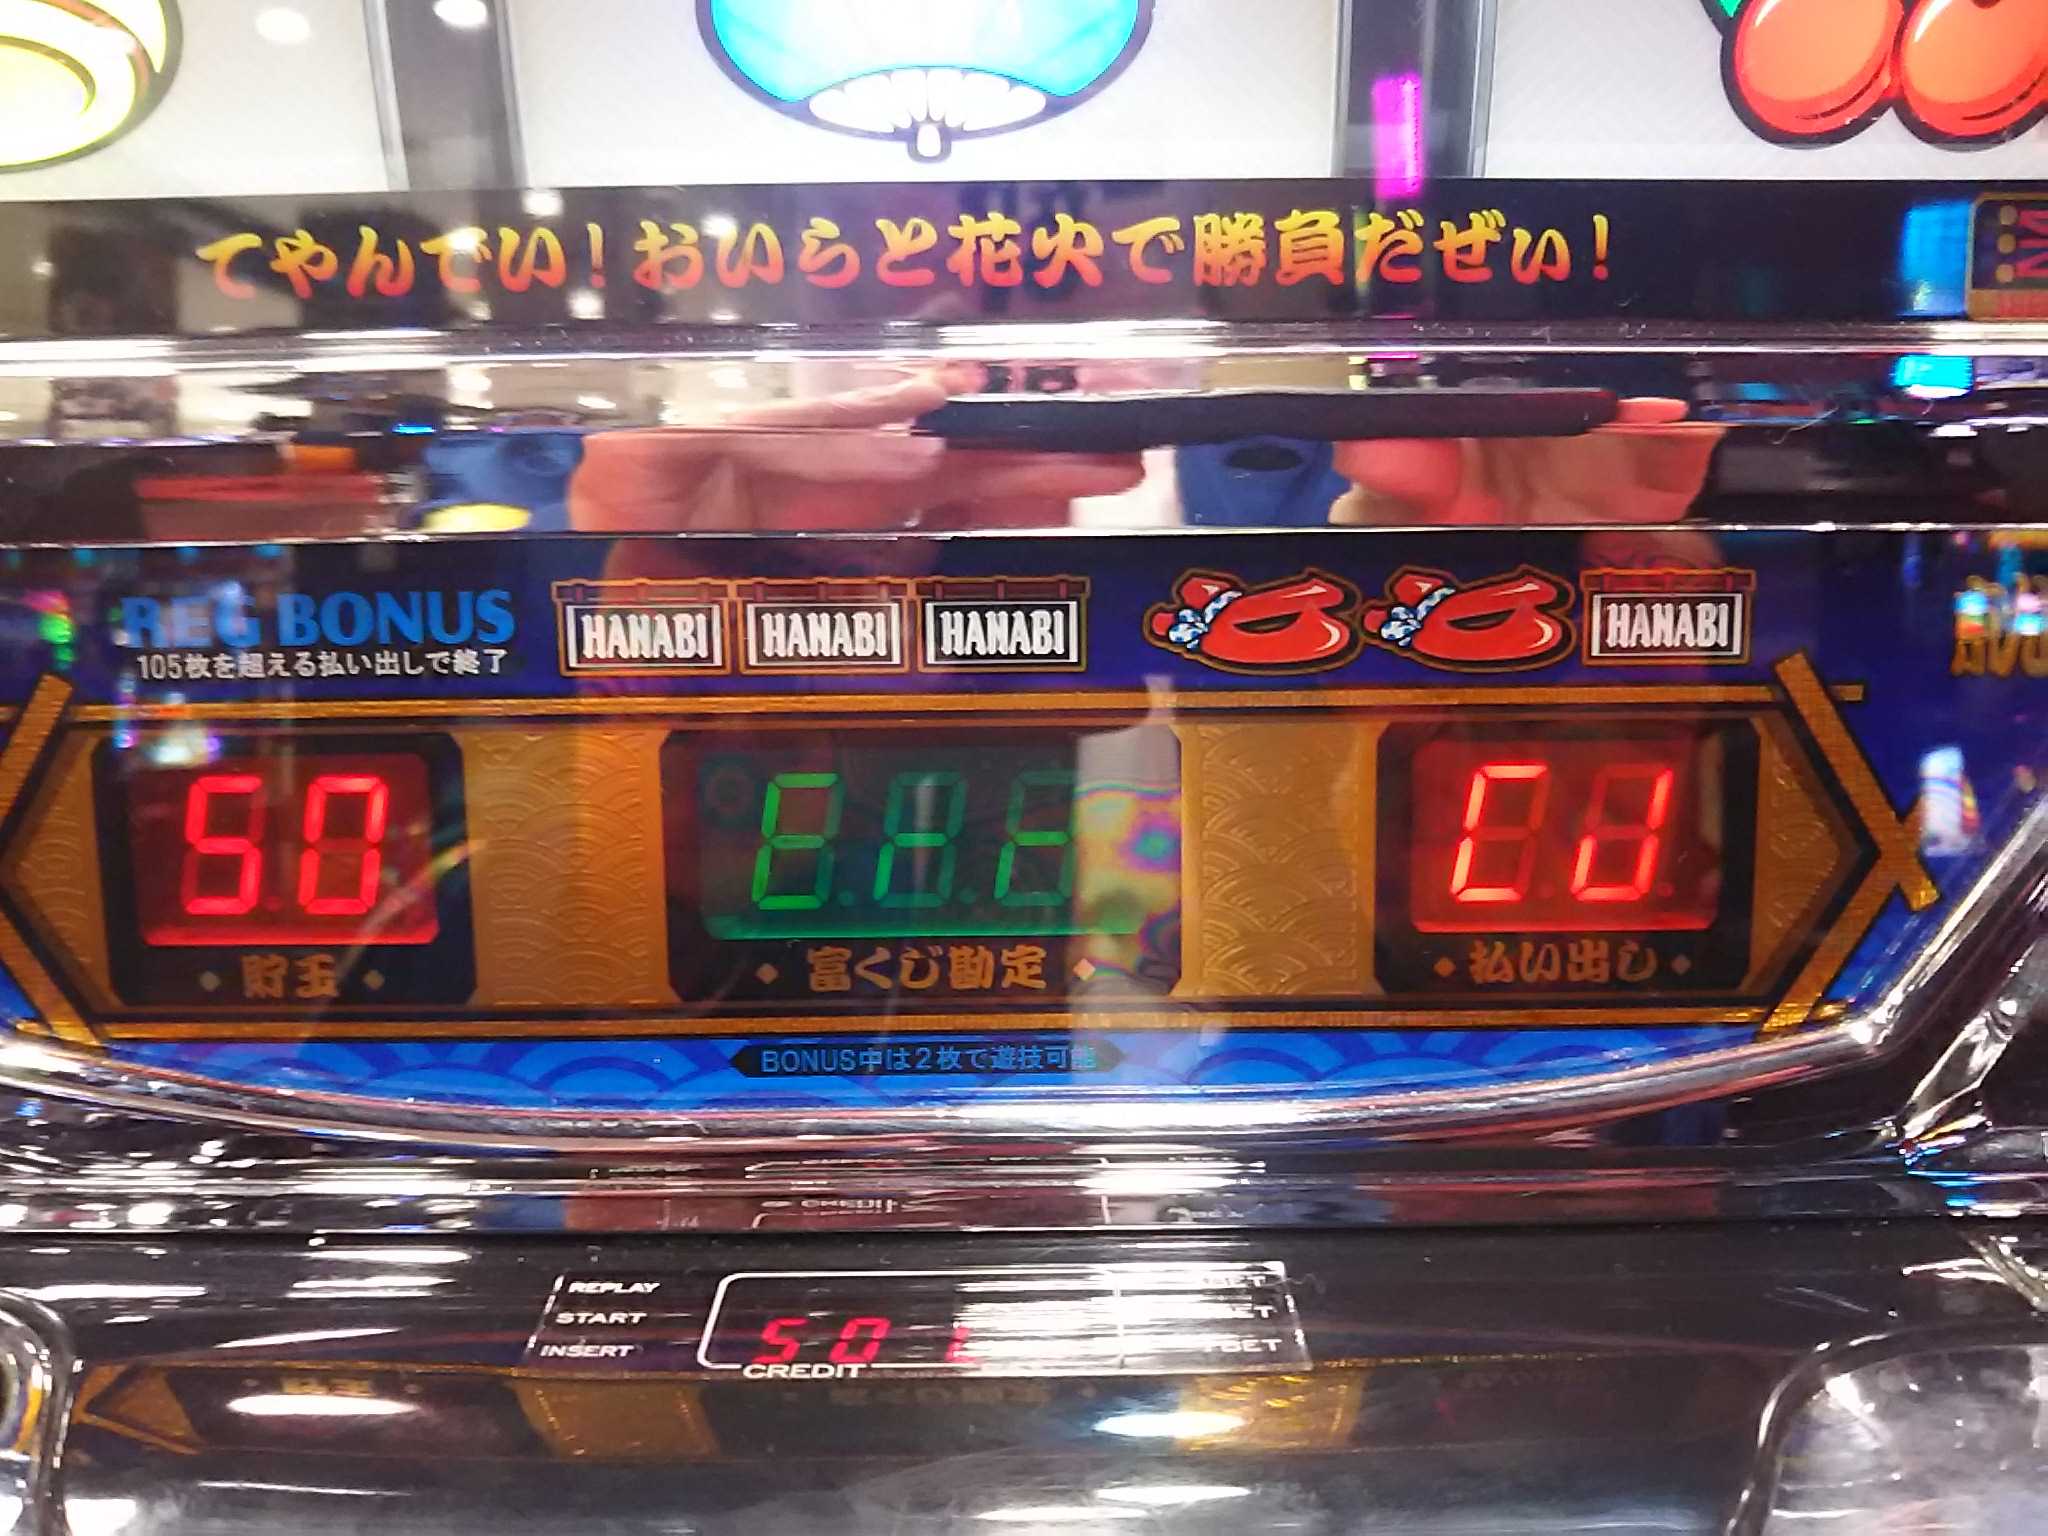 てやんでい！おいらと花火で勝負だぜい！
REG BONUS
105枚を超える払い出しで終了
HANABI HANABI HANABI HANABI
50
貯玉
富くじ勘定
払い出し
BONUS中は2枚で遊技可能
REPLAY
START
INSERT
50
CREDIT